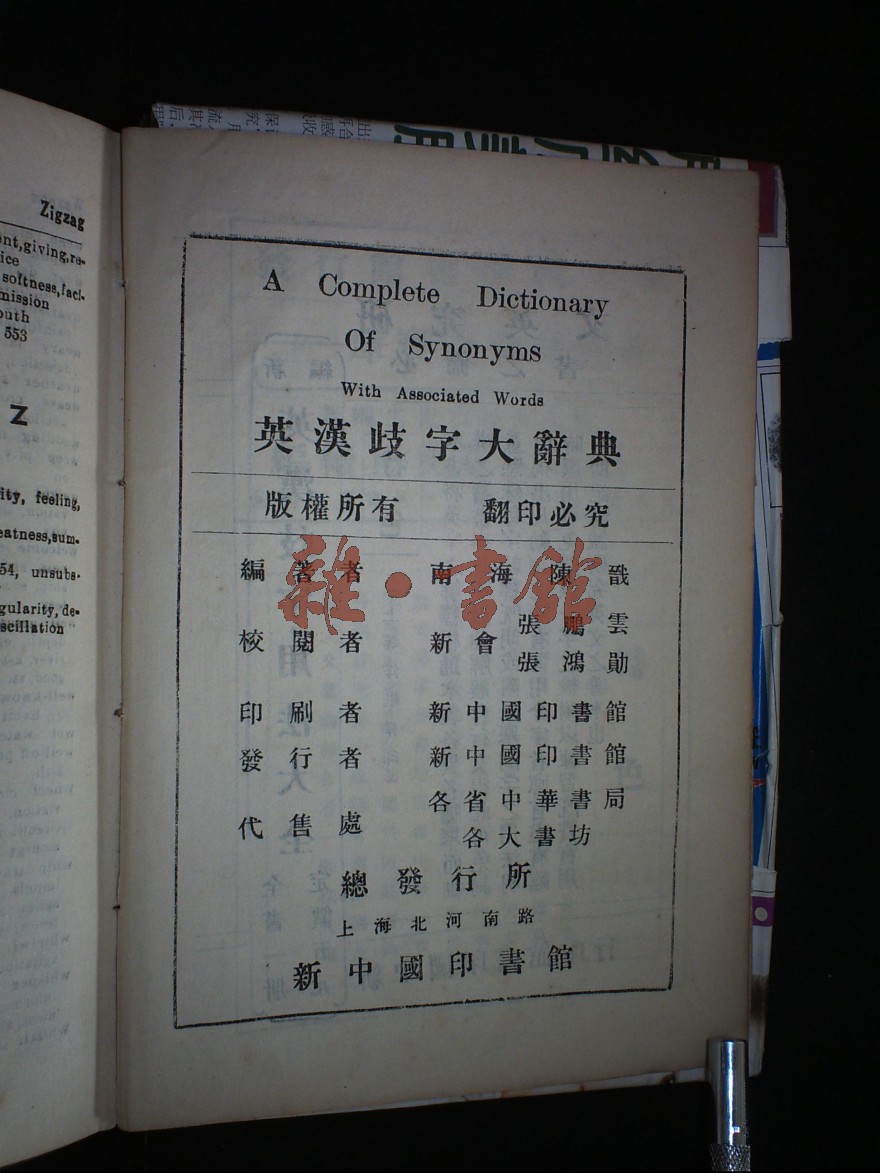 Zigzag
ent,giving,re-
ice
softness,faci-
mission
outh
553
Z
ity, feeling,
eatness,sum-
54, unsubs-
gularity, de-
scillation
A Complete Dictionary
Of Synonyms
With Associated Words
英漢歧字大辭典
版權所有 翻印必究
編著者 南海陳戩
校閱者 新會 張鵬雲
張鴻勛
印刷者 新中國印書館
發行者 新中國印書館
代售處 各省中華書局
各大書坊
總發行所
上海北河南路
新中國印書館
雜·書館